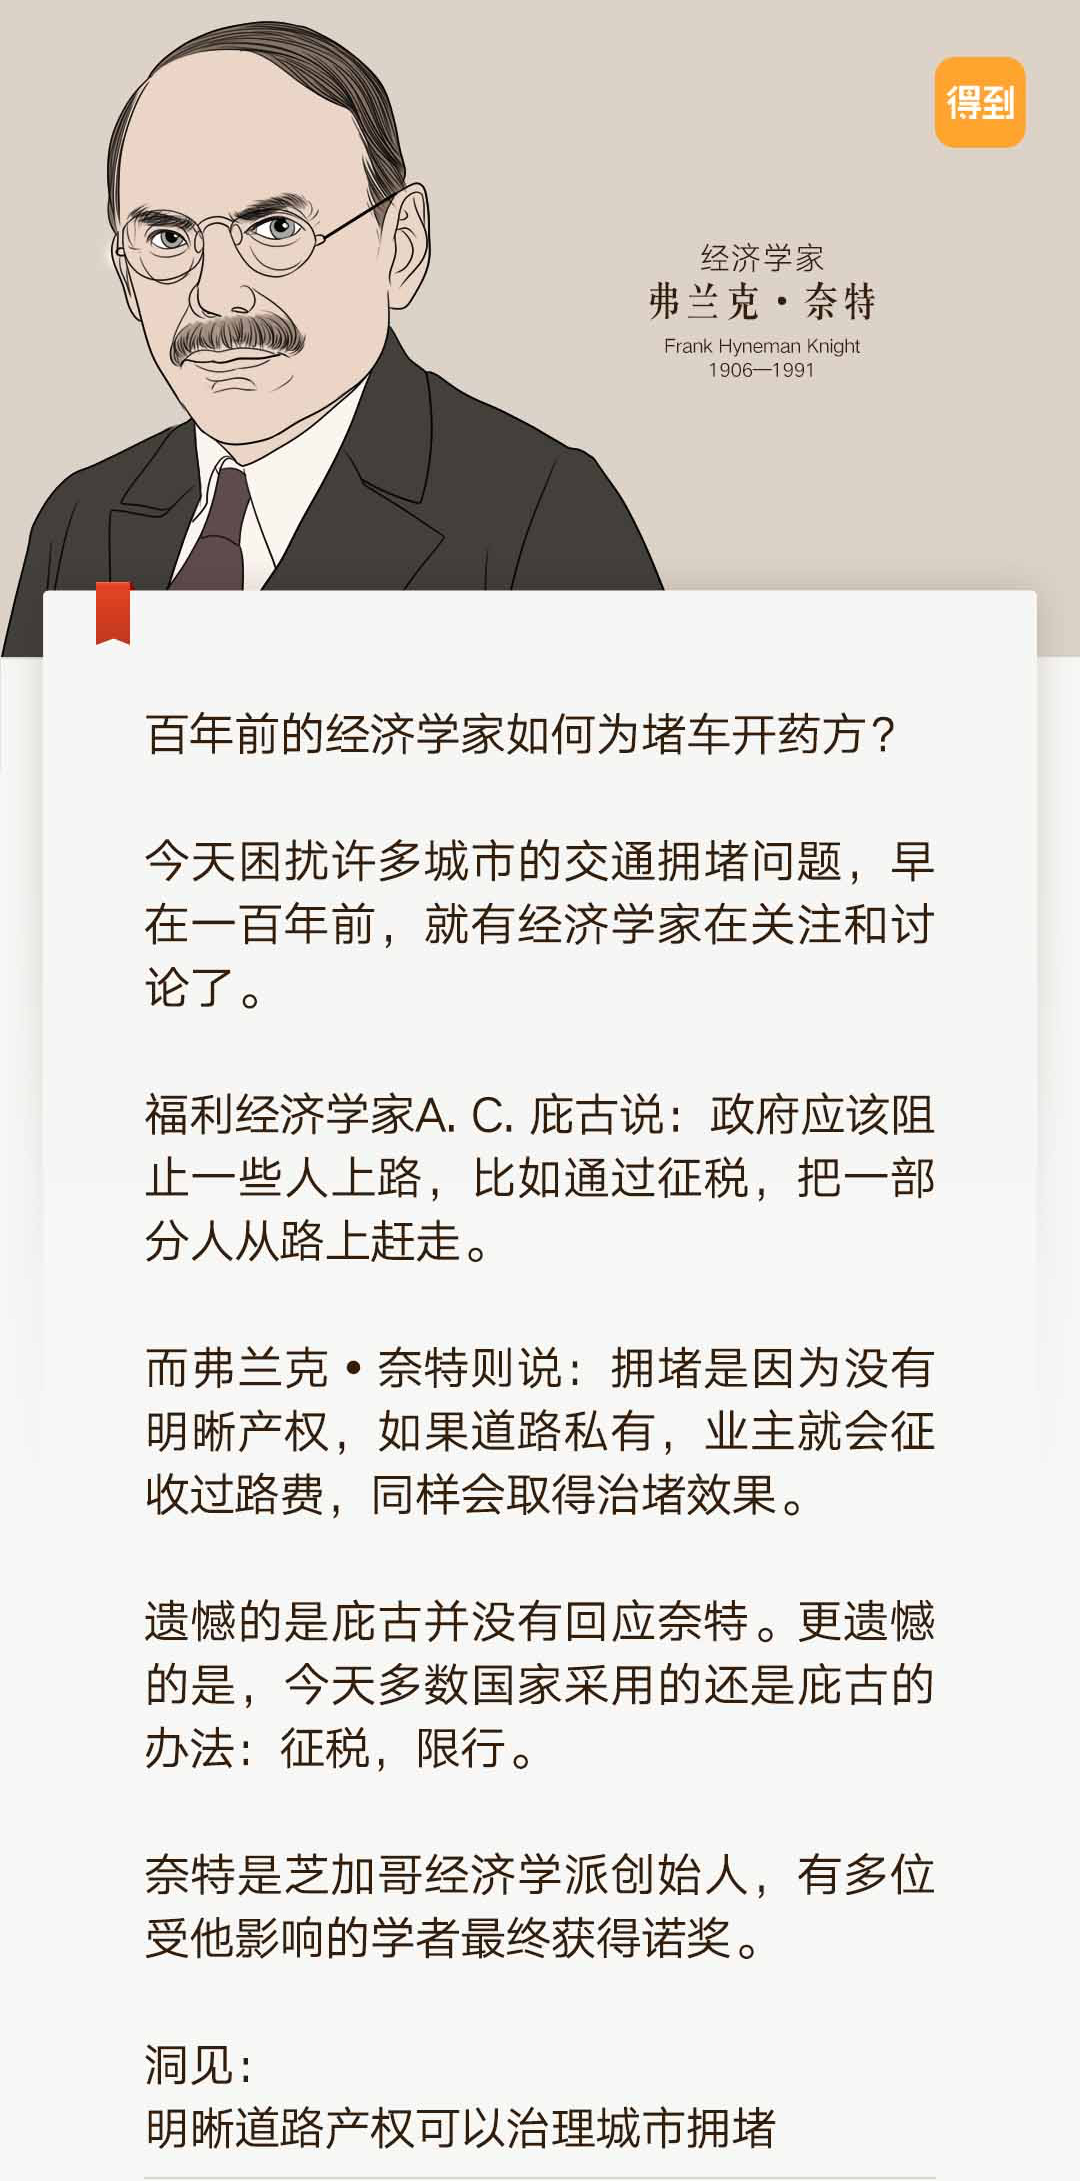 得到
经济学家
弗兰克·奈特
Frank Hyneman Knight
1906—1991
百年前的经济学家如何为堵车开药方？
今天困扰许多城市的交通拥堵问题，早
在一百年前，就有经济学家在关注和讨
论了。
福利经济学家A. C. 庇古说：政府应该阻
止一些人上路，比如通过征税，把一部
分人从路上赶走。
而弗兰克·奈特则说：拥堵是因为没有
明晰产权，如果道路私有，业主就会征
收过路费，同样会取得治堵效果。
遗憾的是庇古并没有回应奈特。更遗憾
的是，今天多数国家采用的还是庇古的
办法：征税，限行。
奈特是芝加哥经济学派创始人，有多位
受他影响的学者最终获得诺奖。
洞见：
明晰道路产权可以治理城市拥堵